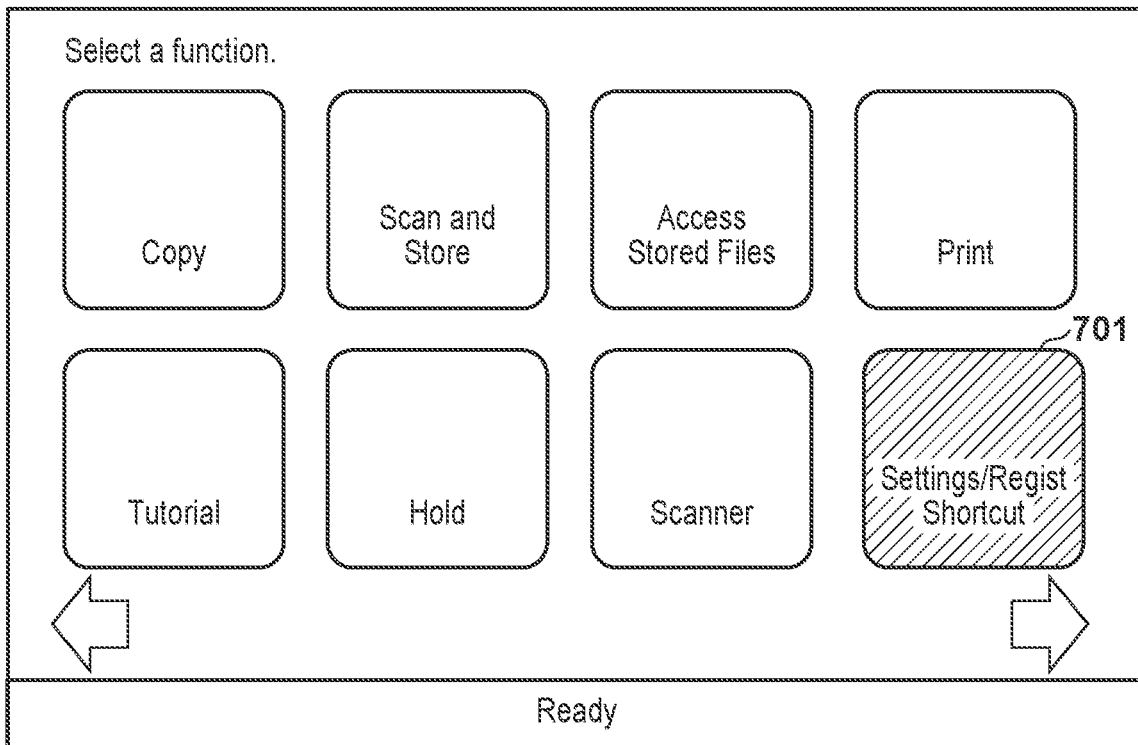 Select a function.
Copy
Scan and
Store
Access
Stored Files
Print
701
Tutorial
Hold
Scanner
Settings/Regist
Shortcut
Ready